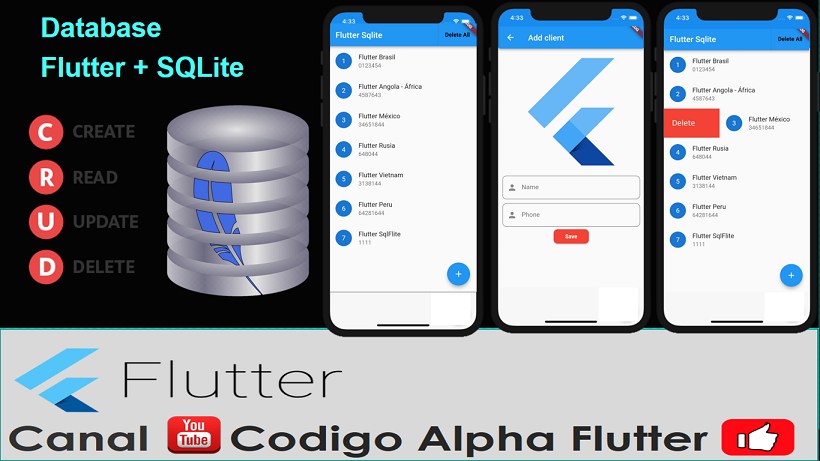 Database
Flutter + SQLite
C CREATE
R READ
U UPDATE
D DELETE
4:33
Flutter Sqlite Delete All
1 Flutter Brasil
0123454
2 Flutter Angola - África
4587643
3 Flutter México
34651844
4 Flutter Rusia
648044
5 Flutter Vietnam
3138144
6 Flutter Peru
64281644
7 Flutter SqlFlite
1111
+
4:33
Add client
Name
Phone
Save
4:33
Flutter Sqlite Delete All
1 Flutter Brasil
0123454
2 Flutter Angola - África
4587643
Delete 3 Flutter México
34651844
4 Flutter Rusia
648044
5 Flutter Vietnam
3138144
6 Flutter Peru
64281644
7 Flutter SqlFlite
1111
+
Flutter
Canal You Tube Codigo Alpha Flutter